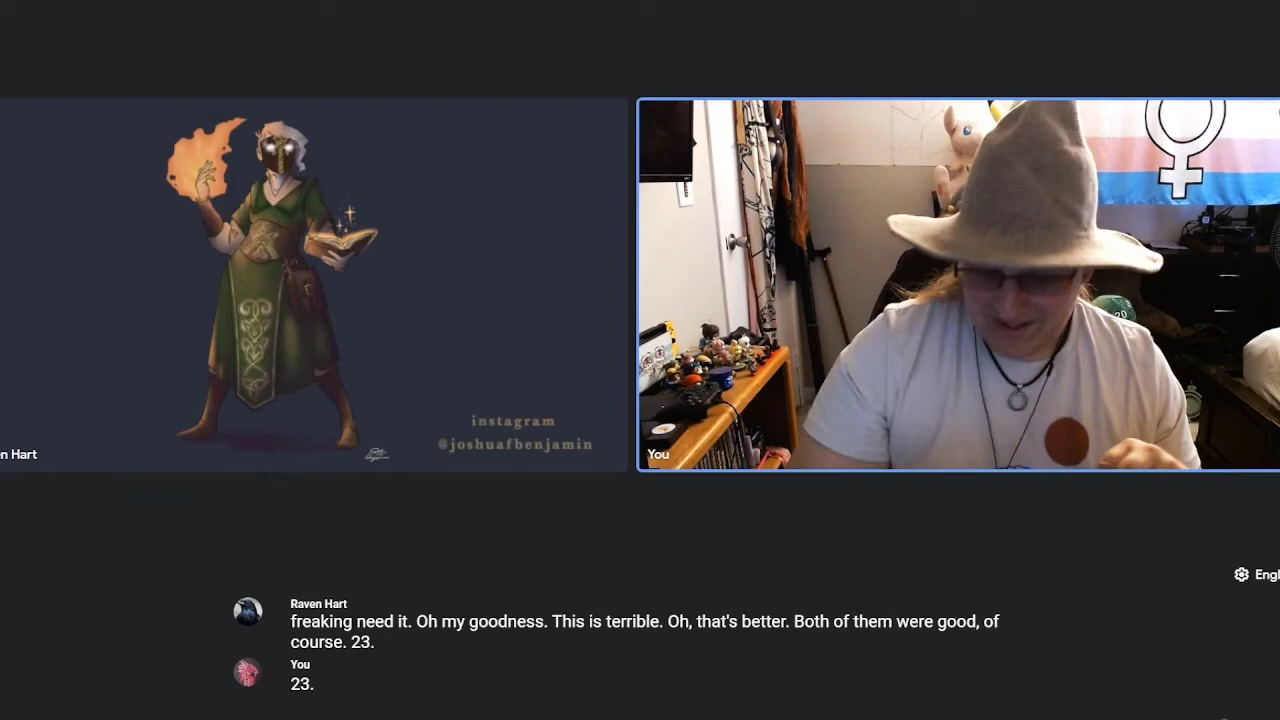 instagram
@joshuafbenjamin
n Hart
You
20
Engl
Raven Hart
freaking need it. Oh my goodness. This is terrible. Oh, that's better. Both of them were good, of
course. 23.
You
23.